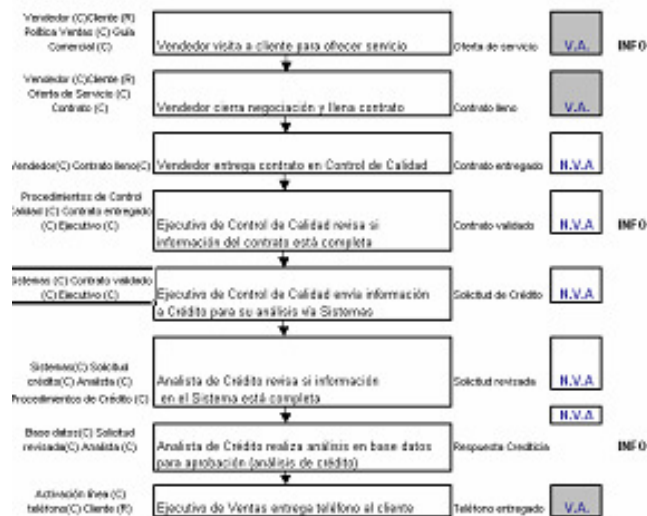 Vendedor (C)Cliente (R)
Política Ventas (C) Guía
Comercial (C)
Vendedor visita a cliente para ofrecer servicio
Oferta de servicio
V.A.
INFO
Vendedor (C)Cliente (R)
Oferta de Servicio (C)
Contrato (C)
Vendedor cierra negociación y llena contrato
Contrato lleno
V.A.
Vendedor(C) Contrato lleno(C)
Vendedor entrega contrato en Control de Calidad
Contrato entregado
N.V.A
Procedimientos de Control
Calidad (C) Contrato entregado
(C) Ejecutivo (C)
Ejecutivo de Control de Calidad revisa si
información del contrato está completa
Contrato validado
N.V.A
INFO
Sistemas (C) Contrato validado
(C) Ejecutivo (C)
Ejecutivo de Control de Calidad envía información
a Crédito para su análisis vía Sistemas
Solicitud de Crédito
N.V.A
Sistemas(C) Solicitud
crédito(C) Analista (C)
Procedimientos de Crédito (C)
Analista de Crédito revisa si información
en el Sistema está completa
Solicitud revisada
N.V.A
N.V.A
Base datos(C) Solicitud
revisada(C) Analista (C)
Analista de Crédito realiza análisis en base datos
para aprobación (análisis de crédito)
Respuesta Crediticia
INFO
Activación línea (C)
teléfono(C) Cliente (R)
Ejecutivo de Ventas entrega teléfono al cliente
Teléfono entregado
V.A.